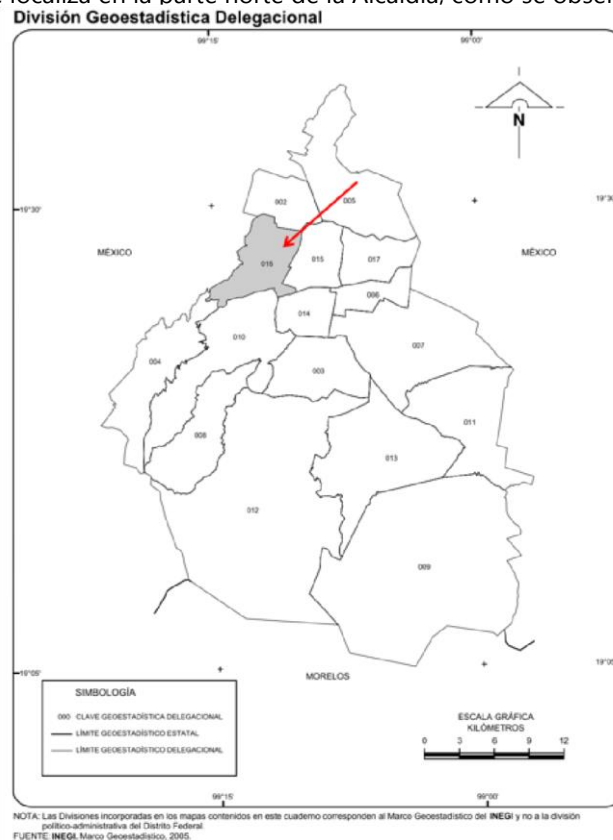 se localiza en la parte norte de la Alcaldía, como se obser
División Geoestadística Delegacional
99°15'
99°00'
N
19°30'
19°30
002
005
MÉXICO
MÉXICO
016
015
017
006
014
010
007
004
003
011
008
013
012
009
19°05'
19°05
MORELOS
SIMBOLOGÍA
000 CLAVE GEOESTADÍSTICA DELEGACIONAL
LÍMITE GEOESTADÍSTICO ESTATAL
LÍMITE GEOESTADÍSTICO DELEGACIONAL
ESCALA GRÁFICA
KILÓMETROS
0 3 6 9 12
99°15'
99°00'
NOTA: Las Divisiones incorporadas en los mapas contenidos en este cuaderno corresponden al Marco Geoestadístico del INEGI y no a la división
político-administrativa del Distrito Federal.
FUENTE: INEGI. Marco Geoestadístico, 2005.